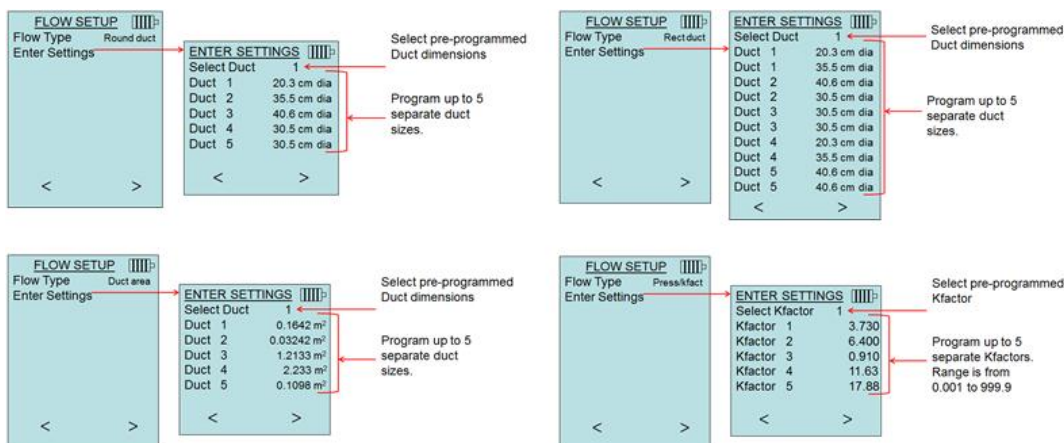 FLOW SETUP
Flow Type Round duct
Enter Settings
ENTER SETTINGS
Select Duct 1
Duct 1 20.3 cm dia
Duct 2 35.5 cm dia
Duct 3 40.6 cm dia
Duct 4 30.5 cm dia
Duct 5 30.5 cm dia
< >
< >
Select pre-programmed
Duct dimensions
Program up to 5
separate duct
sizes.
FLOW SETUP
Flow Type Rect duct
Enter Settings
ENTER SETTINGS
Select Duct 1
Duct 1 20.3 cm dia
Duct 1 35.5 cm dia
Duct 2 40.6 cm dia
Duct 2 30.5 cm dia
Duct 3 30.5 cm dia
Duct 3 30.5 cm dia
Duct 4 20.3 cm dia
Duct 4 35.5 cm dia
Duct 5 40.6 cm dia
Duct 5 40.6 cm dia
< >
< >
Select pre-programmed
Duct dimensions
Program up to 5
separate duct
sizes.
FLOW SETUP
Flow Type Duct area
Enter Settings
ENTER SETTINGS
Select Duct 1
Duct 1 0.1642 m²
Duct 2 0.03242 m²
Duct 3 1.2133 m²
Duct 4 2.233 m²
Duct 5 0.1098 m²
< >
< >
Select pre-programmed
Duct dimensions
Program up to 5
separate duct
sizes.
FLOW SETUP
Flow Type Press/kfact
Enter Settings
ENTER SETTINGS
Select Kfactor 1
Kfactor 1 3.730
Kfactor 2 6.400
Kfactor 3 0.910
Kfactor 4 11.63
Kfactor 5 17.88
< >
< >
Select pre-programmed
Kfactor
Program up to 5
separate Kfactors.
Range is from
0.001 to 999.9